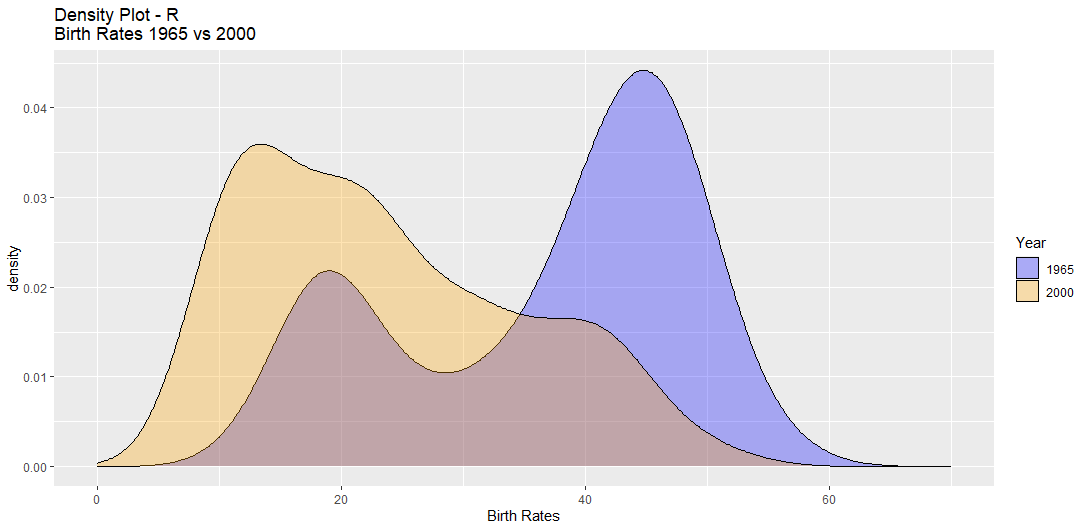 Density Plot - R
Birth Rates 1965 vs 2000
0.04
0.03
0.02
0.01
0.00
density
0 20 40 60
Birth Rates
Year
1965
2000